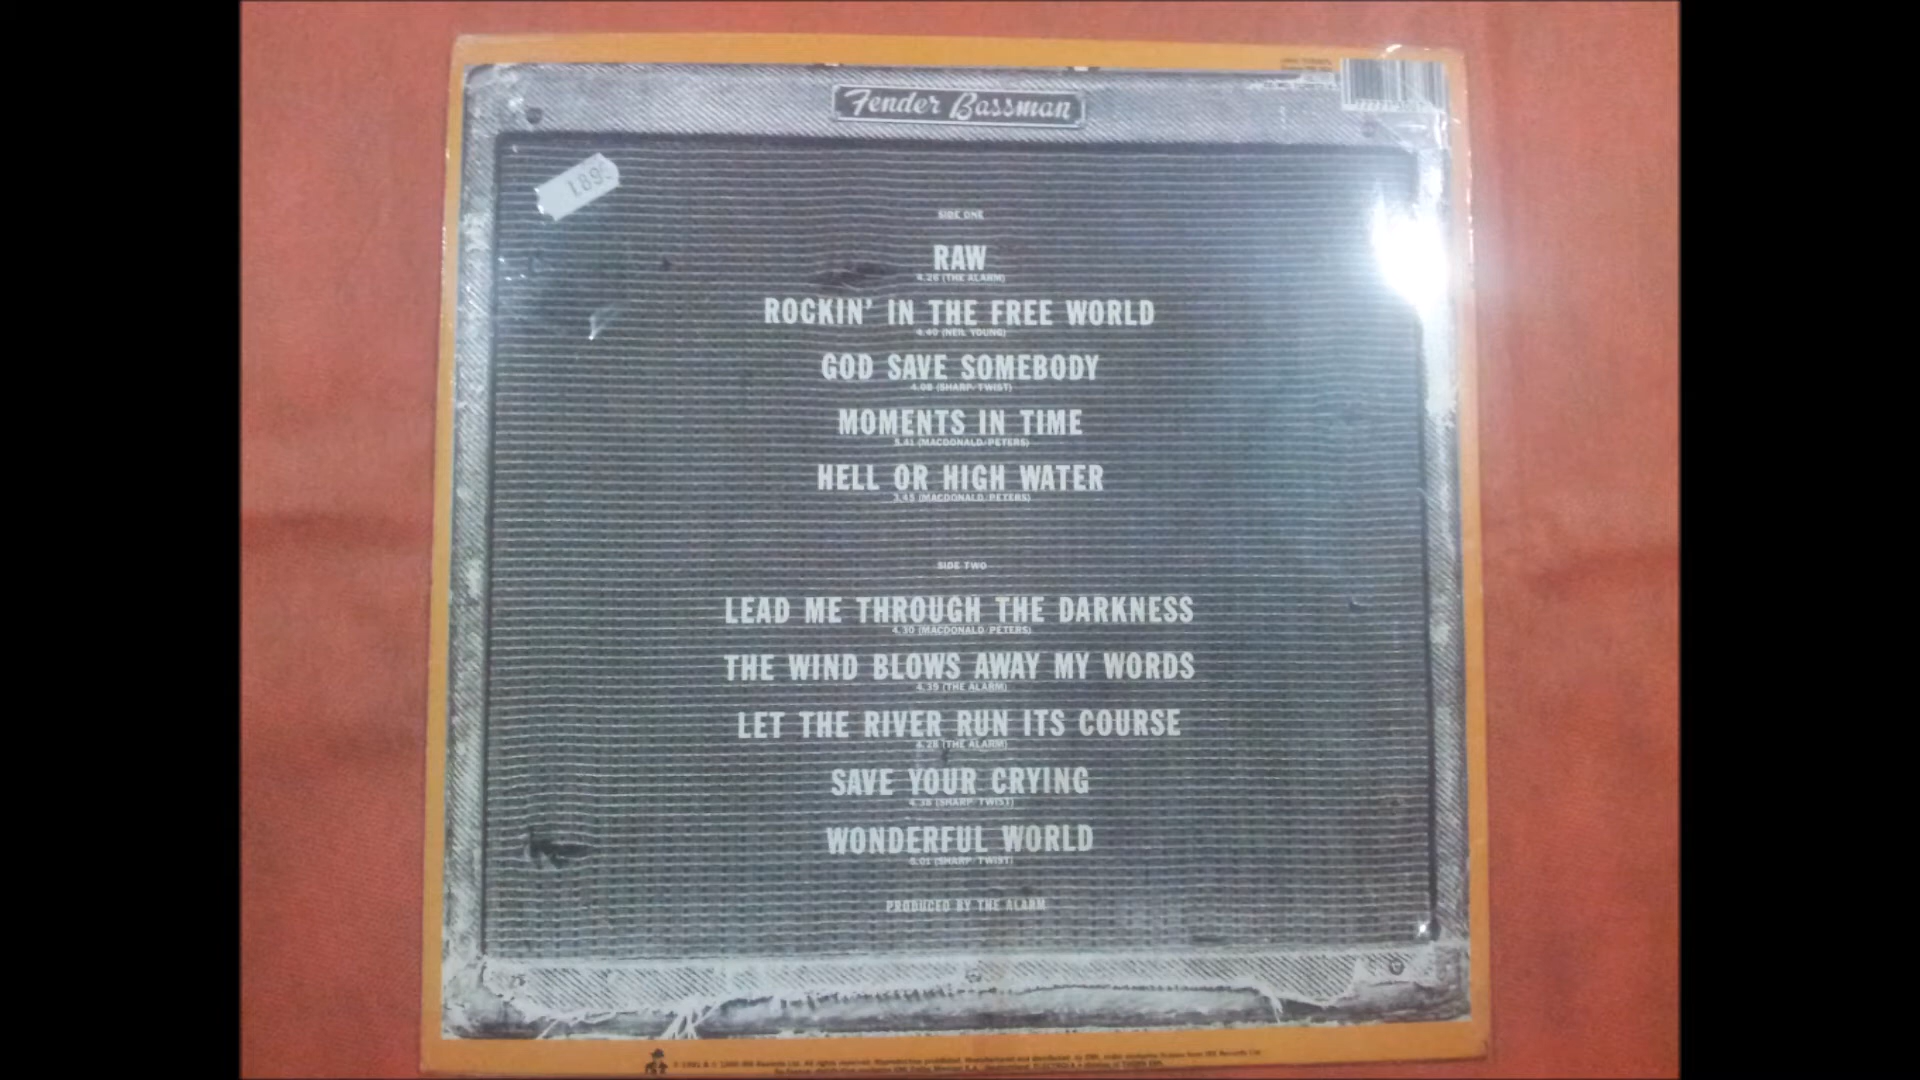 Fender Bassman
1.89
SIDE ONE
RAW
4.26 (THE ALARM)
ROCKIN' IN THE FREE WORLD
4.40 (NEIL YOUNG)
GOD SAVE SOMEBODY
4.08 (SHARP/TWIST)
MOMENTS IN TIME
5.41 (MACDONALD/PETERS)
HELL OR HIGH WATER
3.45 (MACDONALD/PETERS)
SIDE TWO
LEAD ME THROUGH THE DARKNESS
4.30 (MACDONALD/PETERS)
THE WIND BLOWS AWAY MY WORDS
4.39 (THE ALARM)
LET THE RIVER RUN ITS COURSE
4.28 (THE ALARM)
SAVE YOUR CRYING
4.38 (SHARP/TWIST)
WONDERFUL WORLD
5.01 (SHARP/TWIST)
PRODUCED BY THE ALARM